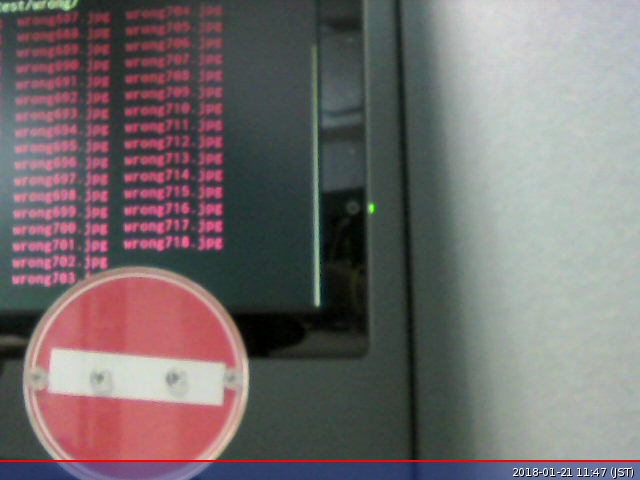 test/wrong/
wrong587.jpg wrong704.jpg
wrong688.jpg wrong705.jpg
wrong689.jpg wrong706.jpg
wrong690.jpg wrong707.jpg
wrong691.jpg wrong708.jpg
wrong692.jpg wrong709.jpg
wrong693.jpg wrong710.jpg
wrong694.jpg wrong711.jpg
wrong695.jpg wrong712.jpg
wrong696.jpg wrong713.jpg
wrong697.jpg wrong714.jpg
wrong698.jpg wrong715.jpg
wrong699.jpg wrong716.jpg
wrong700.jpg wrong717.jpg
wrong701.jpg wrong718.jpg
wrong702.jpg
wrong703.jpg
2018-01-21 11:47 (JST)